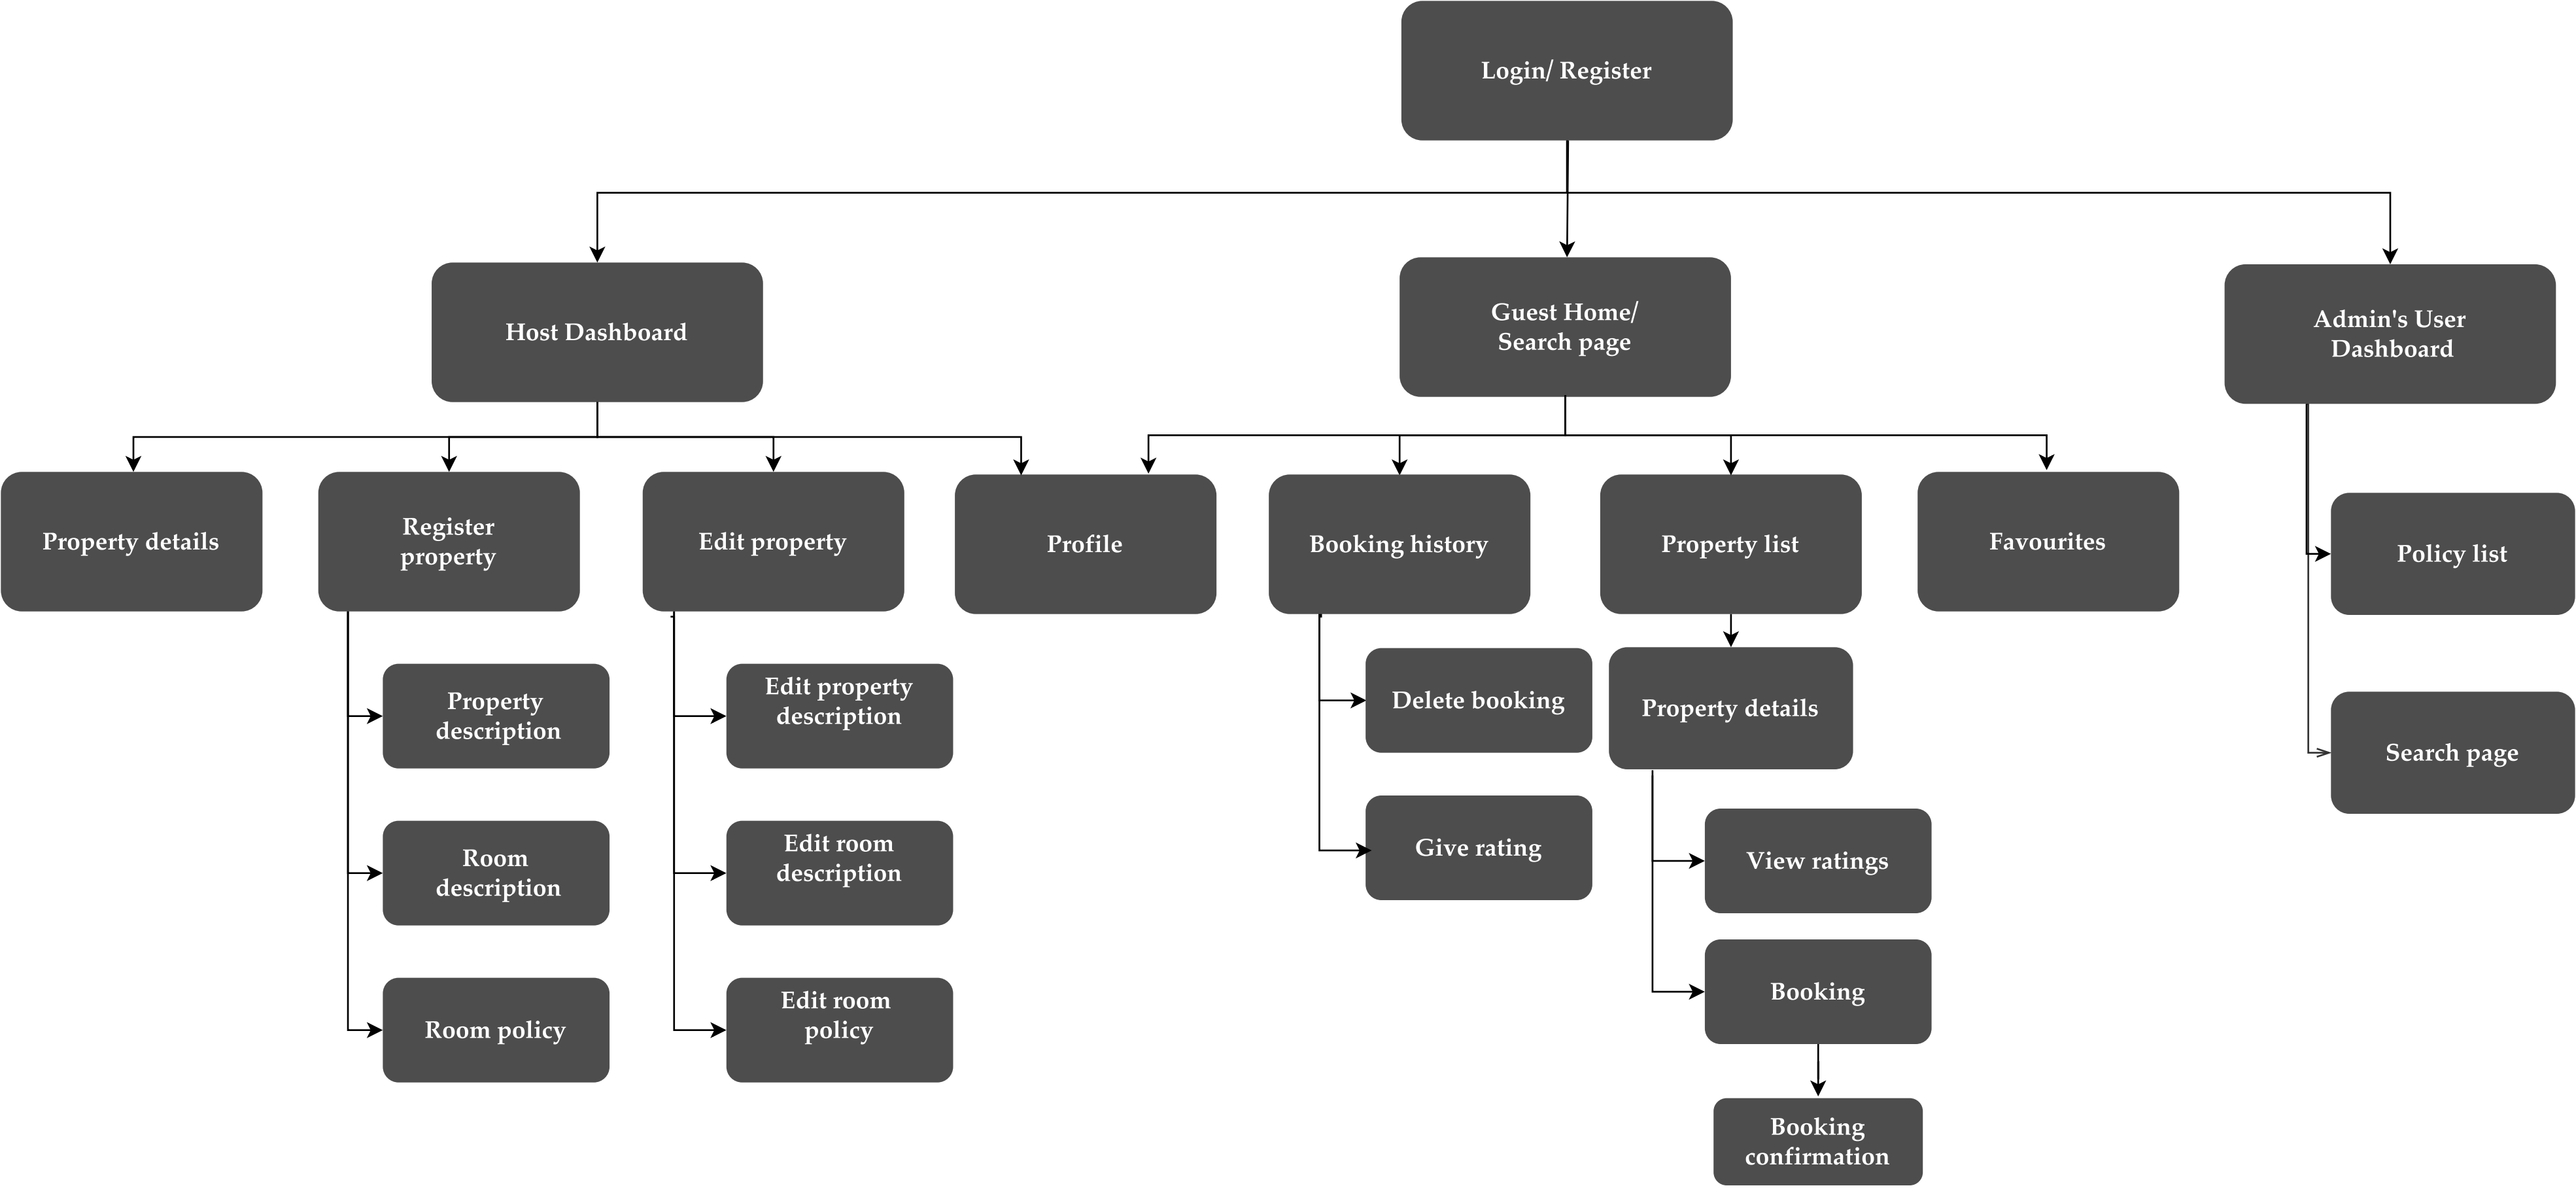 Login/ Register
Host Dashboard
Guest Home/
Search page
Admin's User
Dashboard
Property details
Register
property
Edit property
Profile
Booking history
Property list
Favourites
Policy list
Property
description
Edit property
description
Delete booking
Property details
Search page
Room
description
Edit room
description
Give rating
View ratings
Room policy
Edit room
policy
Booking
Booking
confirmation